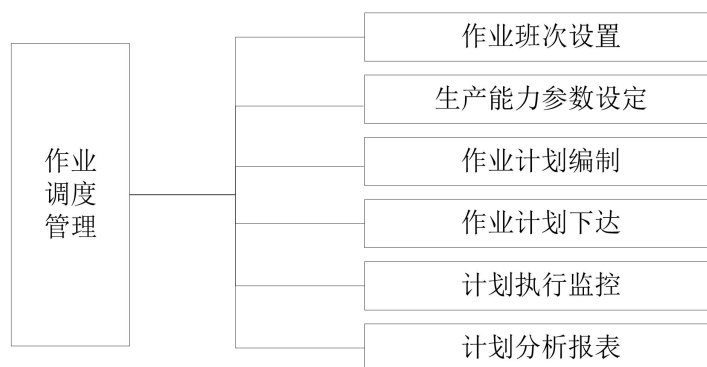 作业
调度
管理
作业班次设置
生产能力参数设定
作业计划编制
作业计划下达
计划执行监控
计划分析报表